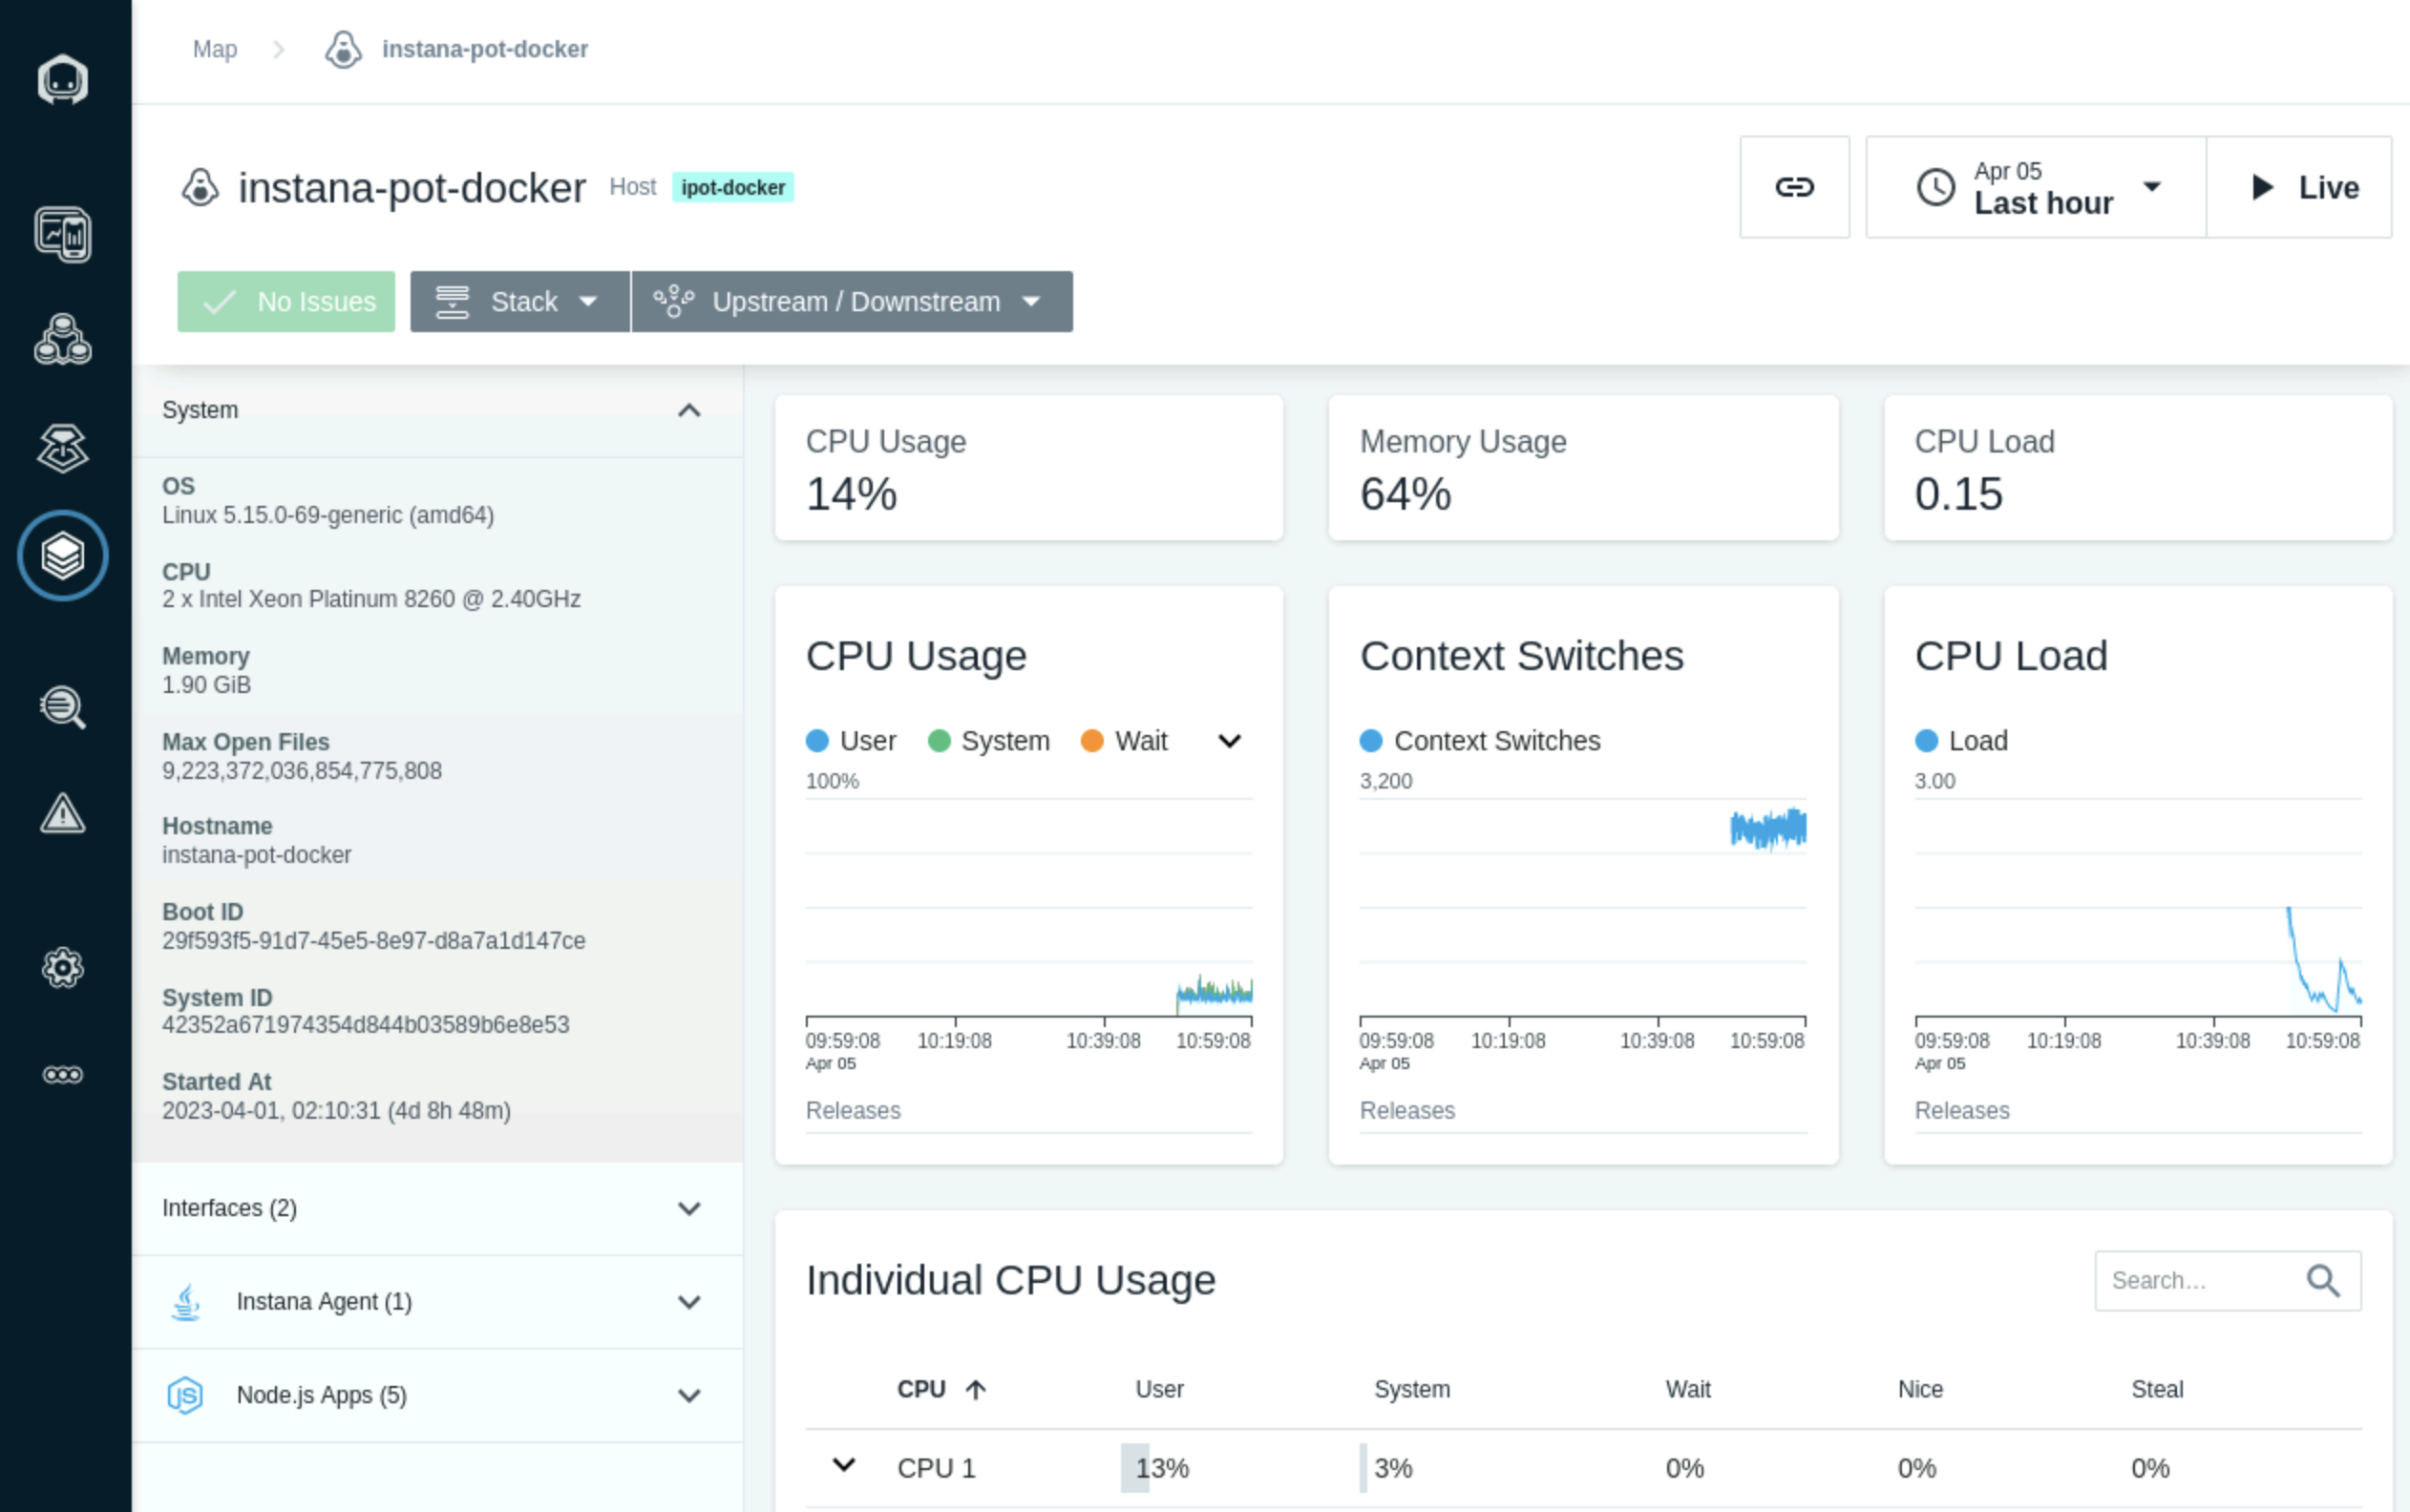 Map instana-pot-docker
instana-pot-docker Host ipot-docker
Apr 05
Last hour
Live
No Issues Stack Upstream / Downstream
System
OS
Linux 5.15.0-69-generic (amd64)
CPU
2 x Intel Xeon Platinum 8260 @ 2.40GHz
Memory
1.90 GiB
Max Open Files
9,223,372,036,854,775,808
Hostname
instana-pot-docker
Boot ID
29f593f5-91d7-45e5-8e97-d8a7a1d147ce
System ID
42352a671974354d844b03589b6e8e53
Started At
2023-04-01, 02:10:31 (4d 8h 48m)
Interfaces (2)
Instana Agent (1)
JS Node.js Apps (5)
CPU Usage
14%
Memory Usage
64%
CPU Load
0.15
CPU Usage
User System Wait
100%
09:59:08 10:19:08 10:39:08 10:59:08
Apr 05
Releases
Context Switches
Context Switches
3,200
09:59:08 10:19:08 10:39:08 10:59:08
Apr 05
Releases
CPU Load
Load
3.00
09:59:08 10:19:08 10:39:08 10:59:08
Apr 05
Releases
Individual CPU Usage
Search...
CPU User System Wait Nice Steal
CPU 1 13% 3% 0% 0% 0%